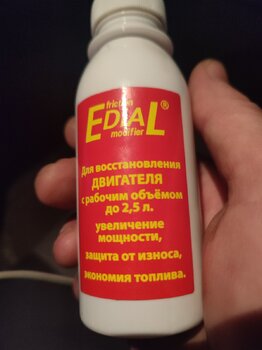 friction
EDIAL®
modifier
Для восстановления
ДВИГАТЕЛЯ
с рабочим объёмом
до 2,5 л.
увеличение
мощности,
защита от износа,
экономия топлива.